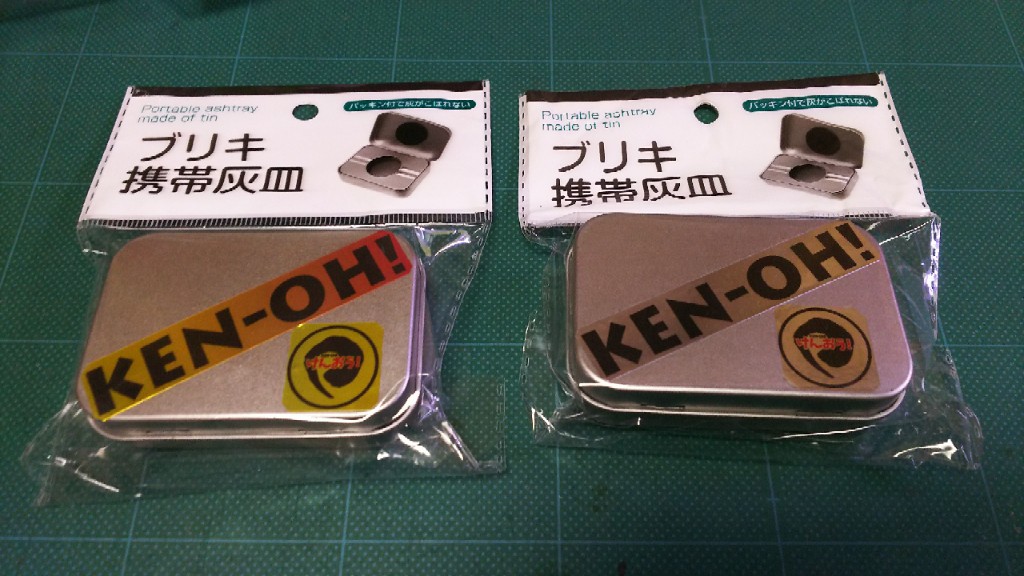 Portable ashtray
made of tin
パッキン付で灰がこぼれない
ブリキ
携帯灰皿
KEN-OH!
けんおう!
Portable ashtray
made of tin
パッキン付で灰がこぼれない
ブリキ
携帯灰皿
KEN-OH!
けんおう!